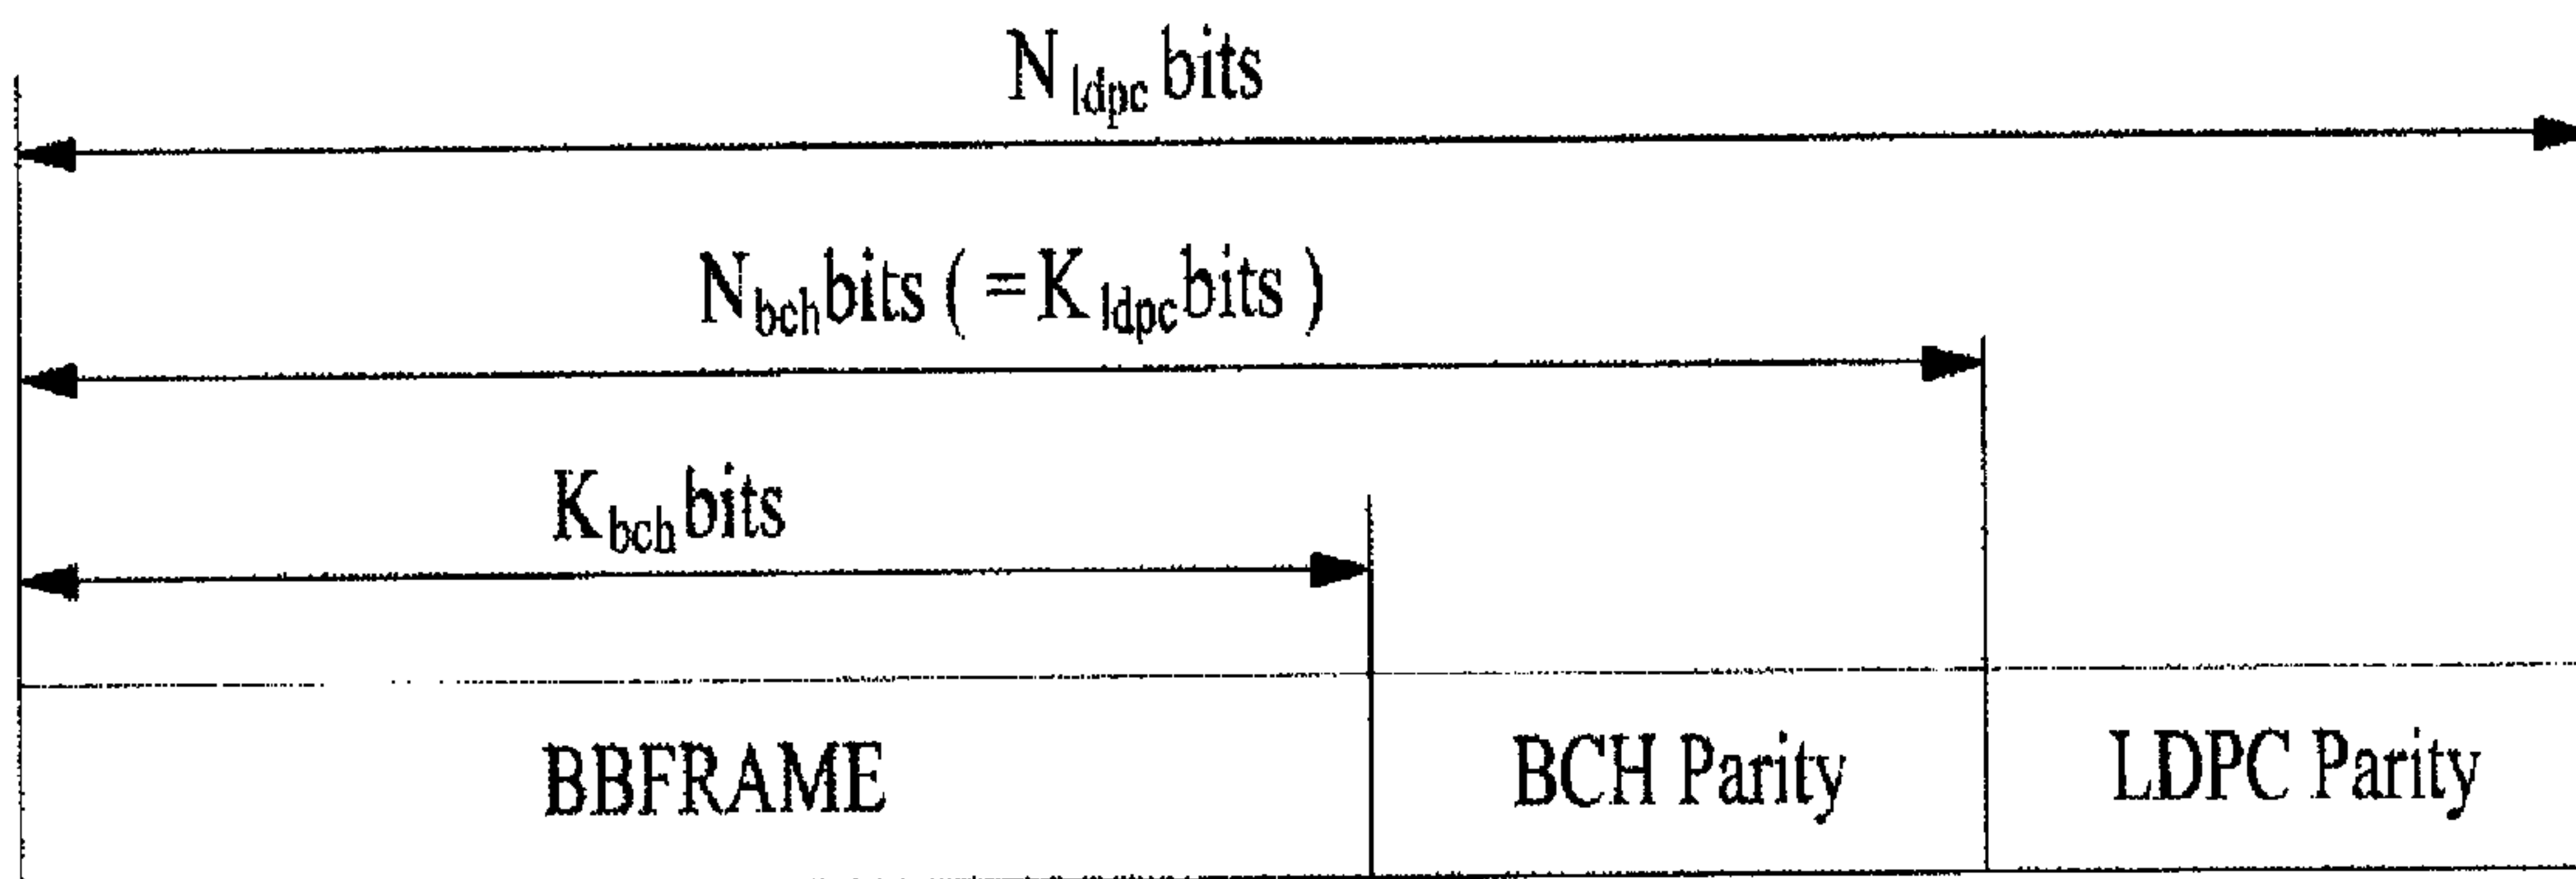 N ldpc bits
N bch bits ( = K ldpc bits )
K bch bits
BBFRAME BCH Parity LDPC Parity